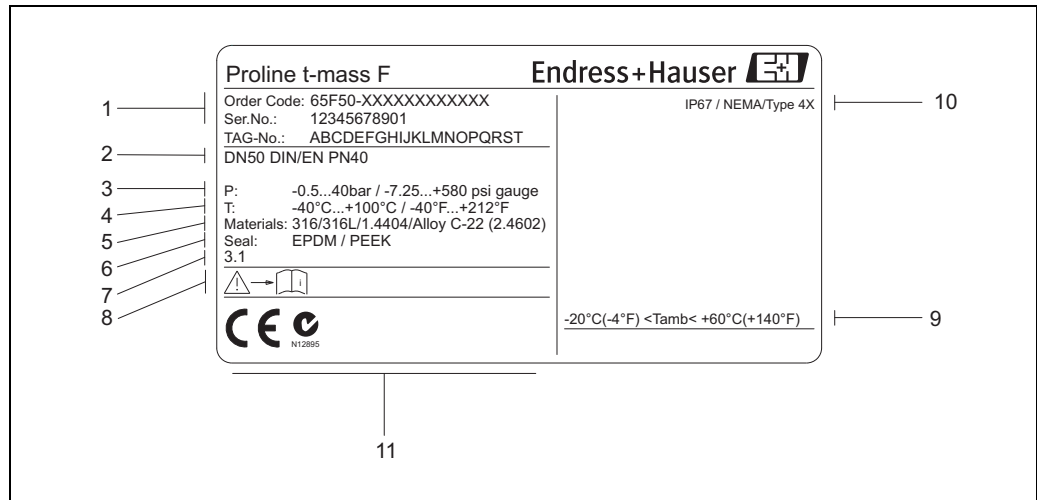 Proline t-mass F
Endress+Hauser
Order Code: 65F50-XXXXXXXXXXXX
Ser.No.: 12345678901
TAG-No.: ABCDEFGHIJKLMNOPQRST
DN50 DIN/EN PN40
P: -0.5...40bar / -7.25...+580 psi gauge
T: -40°C...+100°C / -40°F...+212°F
Materials: 316/316L/1.4404/Alloy C-22 (2.4602)
Seal: EPDM / PEEK
3.1
i
CE
N12895
IP67 / NEMA/Type 4X
-20°C(-4°F) <Tamb< +60°C(+140°F)
1
2
3
4
5
6
7
8
10
9
11